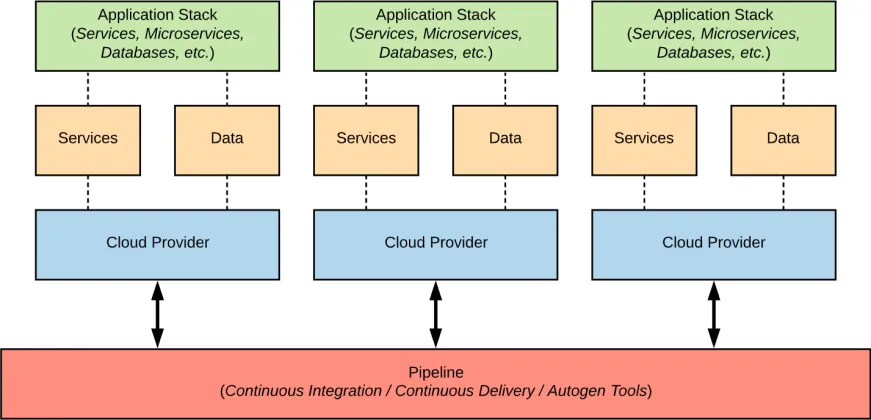 Application Stack
(Services, Microservices,
Databases, etc.)
Application Stack
(Services, Microservices,
Databases, etc.)
Application Stack
(Services, Microservices,
Databases, etc.)
Services
Data
Services
Data
Services
Data
Cloud Provider
Cloud Provider
Cloud Provider
Pipeline
(Continuous Integration / Continuous Delivery / Autogen Tools)